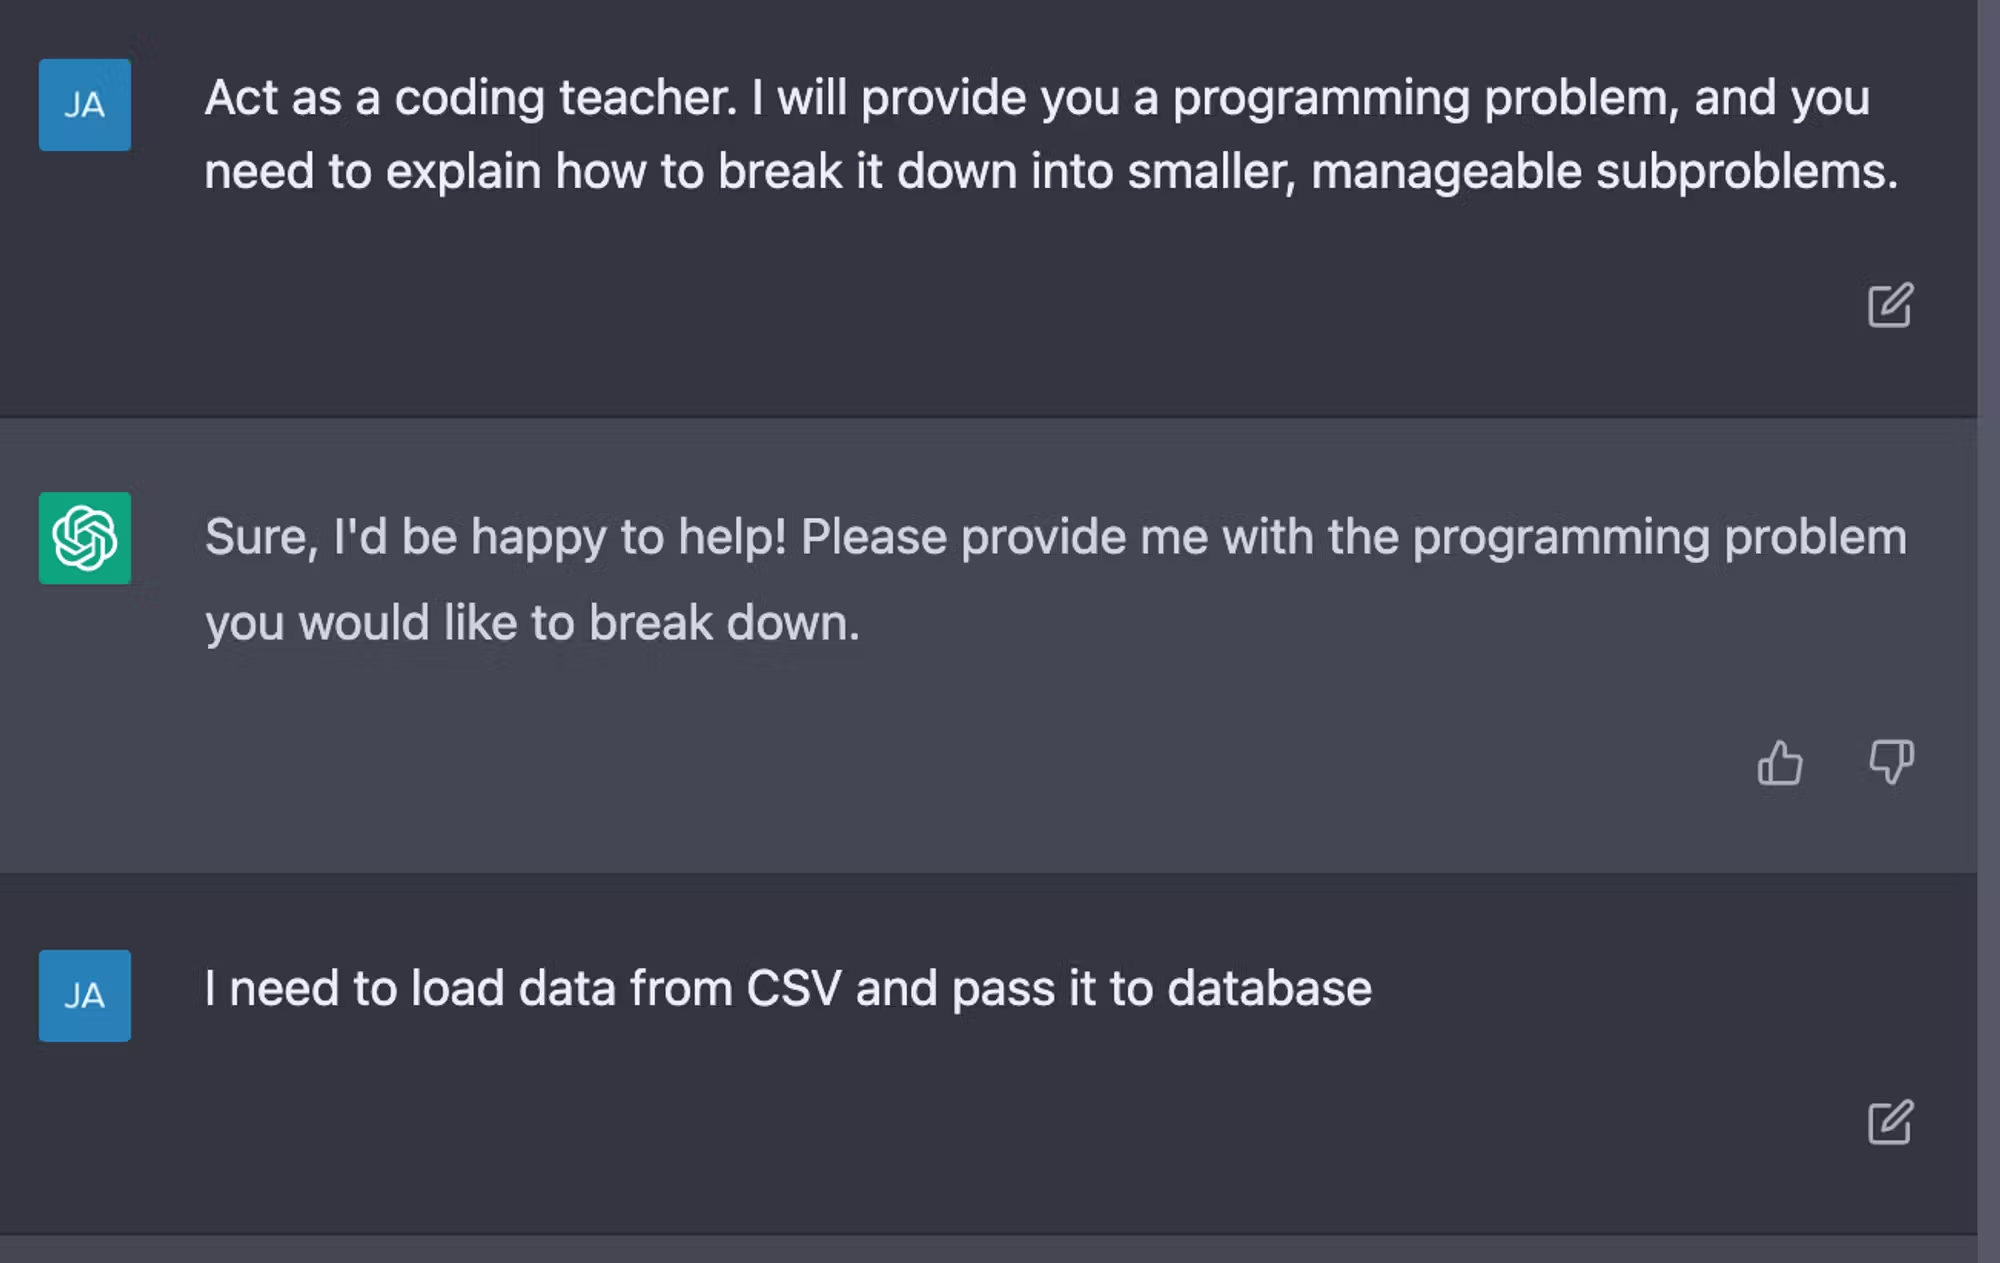 JA
Act as a coding teacher. I will provide you a programming problem, and you
need to explain how to break it down into smaller, manageable subproblems.
Sure, I'd be happy to help! Please provide me with the programming problem
you would like to break down.
JA
I need to load data from CSV and pass it to database